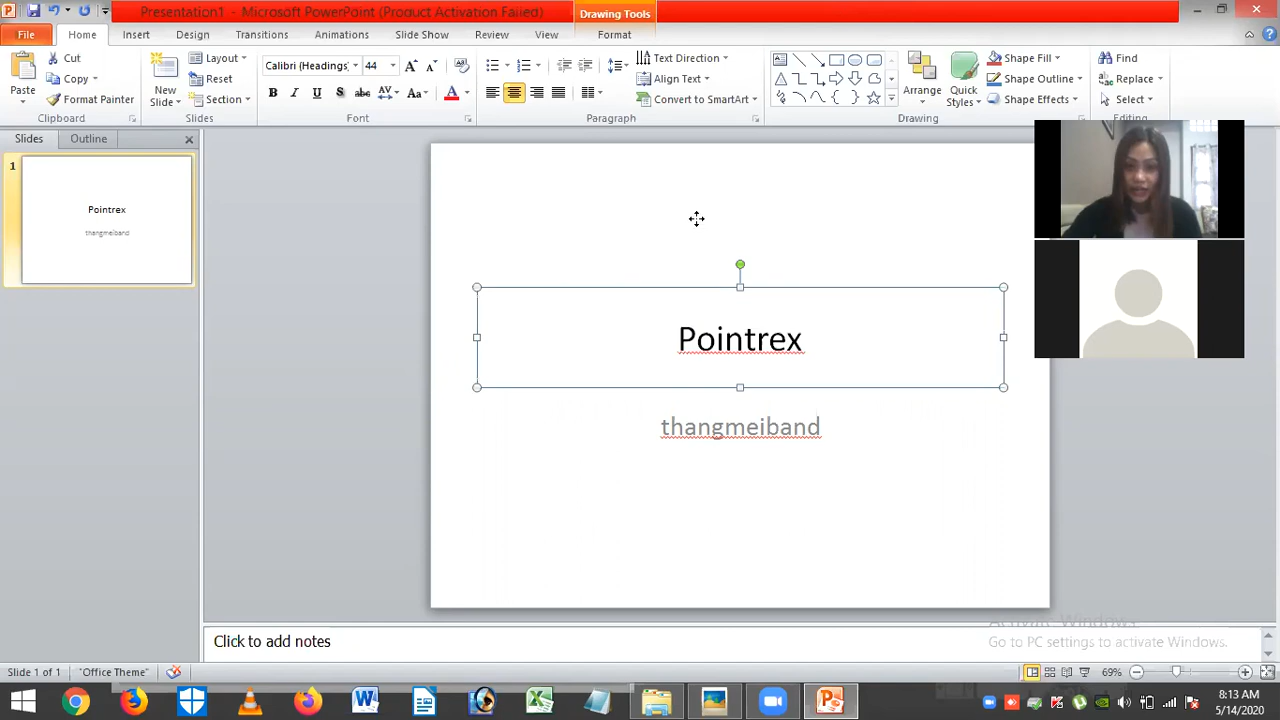 Presentation1 - Microsoft PowerPoint (Product Activation Failed)
Drawing Tools
File
Home
Insert
Design
Transitions
Animations
Slide Show
Review
View
Format
Paste
Cut
Copy
Format Painter
Clipboard
New Slide
Layout
Reset
Section
Slides
Calibri (Headings)
44
Font
Text Direction
Align Text
Convert to SmartArt
Paragraph
Arrange
Quick Styles
Shape Fill
Shape Outline
Shape Effects
Drawing
Find
Replace
Select
Editing
Slides
Outline
1
Pointrex
thangmeiband
Pointrex
thangmeiband
Click to add notes
Activate Windows
Go to PC settings to activate Windows.
Slide 1 of 1
"Office Theme"
69%
8:13 AM
5/14/2020